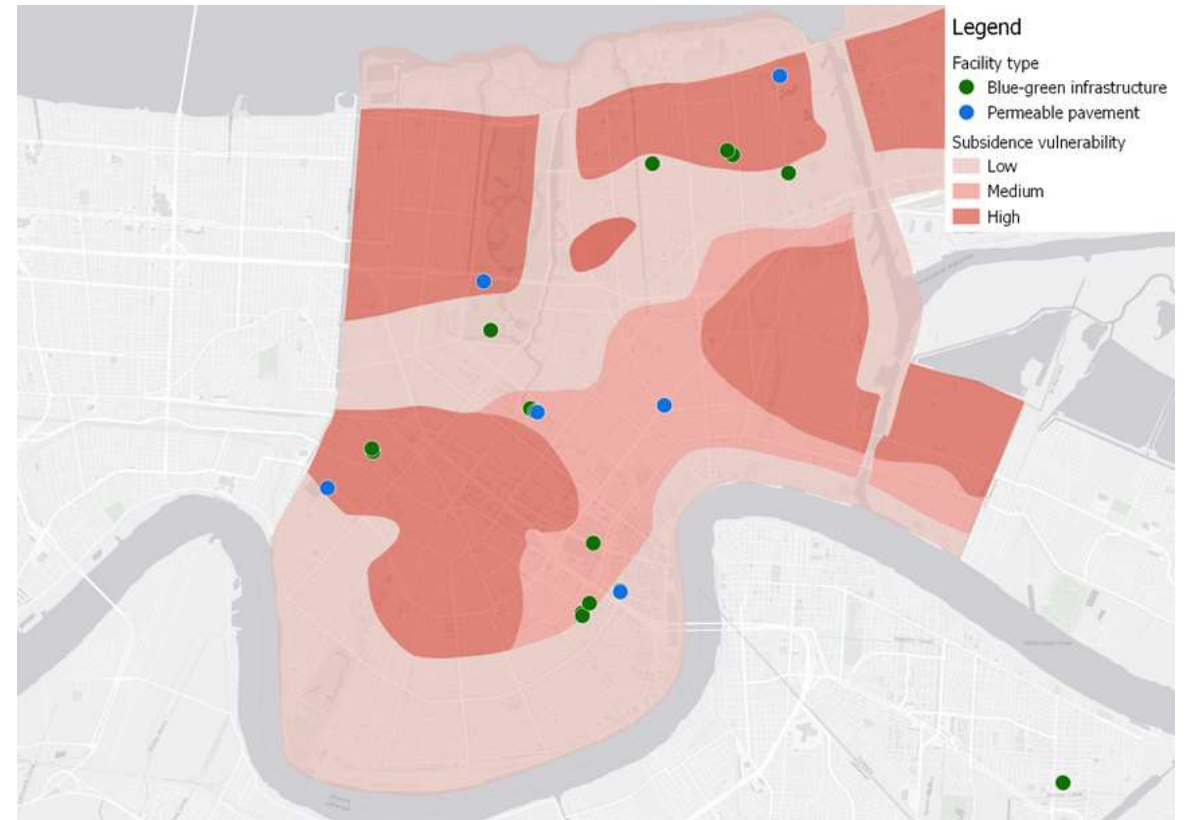 Legend
Facility type
Blue-green infrastructure
Permeable pavement
Subsidence vulnerability
Low
Medium
High